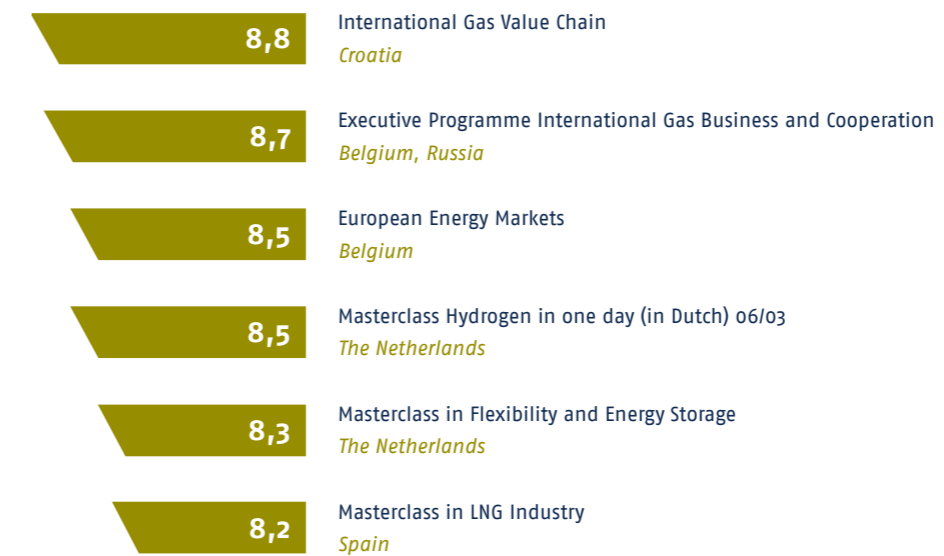 8,8
International Gas Value Chain
Croatia
8,7
Executive Programme International Gas Business and Cooperation
Belgium, Russia
8,5
European Energy Markets
Belgium
8,5
Masterclass Hydrogen in one day (in Dutch) 06/03
The Netherlands
8,3
Masterclass in Flexibility and Energy Storage
The Netherlands
8,2
Masterclass in LNG Industry
Spain